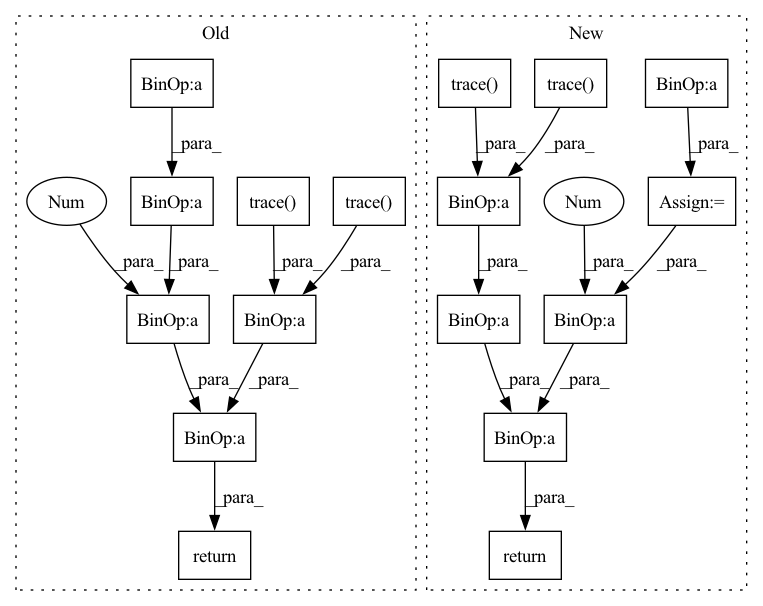 Old
New
BinOp:a
trace()
trace()
BinOp:a
_para_
_para_
_para_
_para_
Num
BinOp:a
trace()
trace()
BinOp:a
Num
Assign:=
_para_
_para_
_para_
_para_
_para_
_para_
_para_
BinOp:a
BinOp:a
BinOp:a
BinOp:a
_para_
_para_
_para_
_para_
BinOp:a
BinOp:a
_para_
_para_
return
return